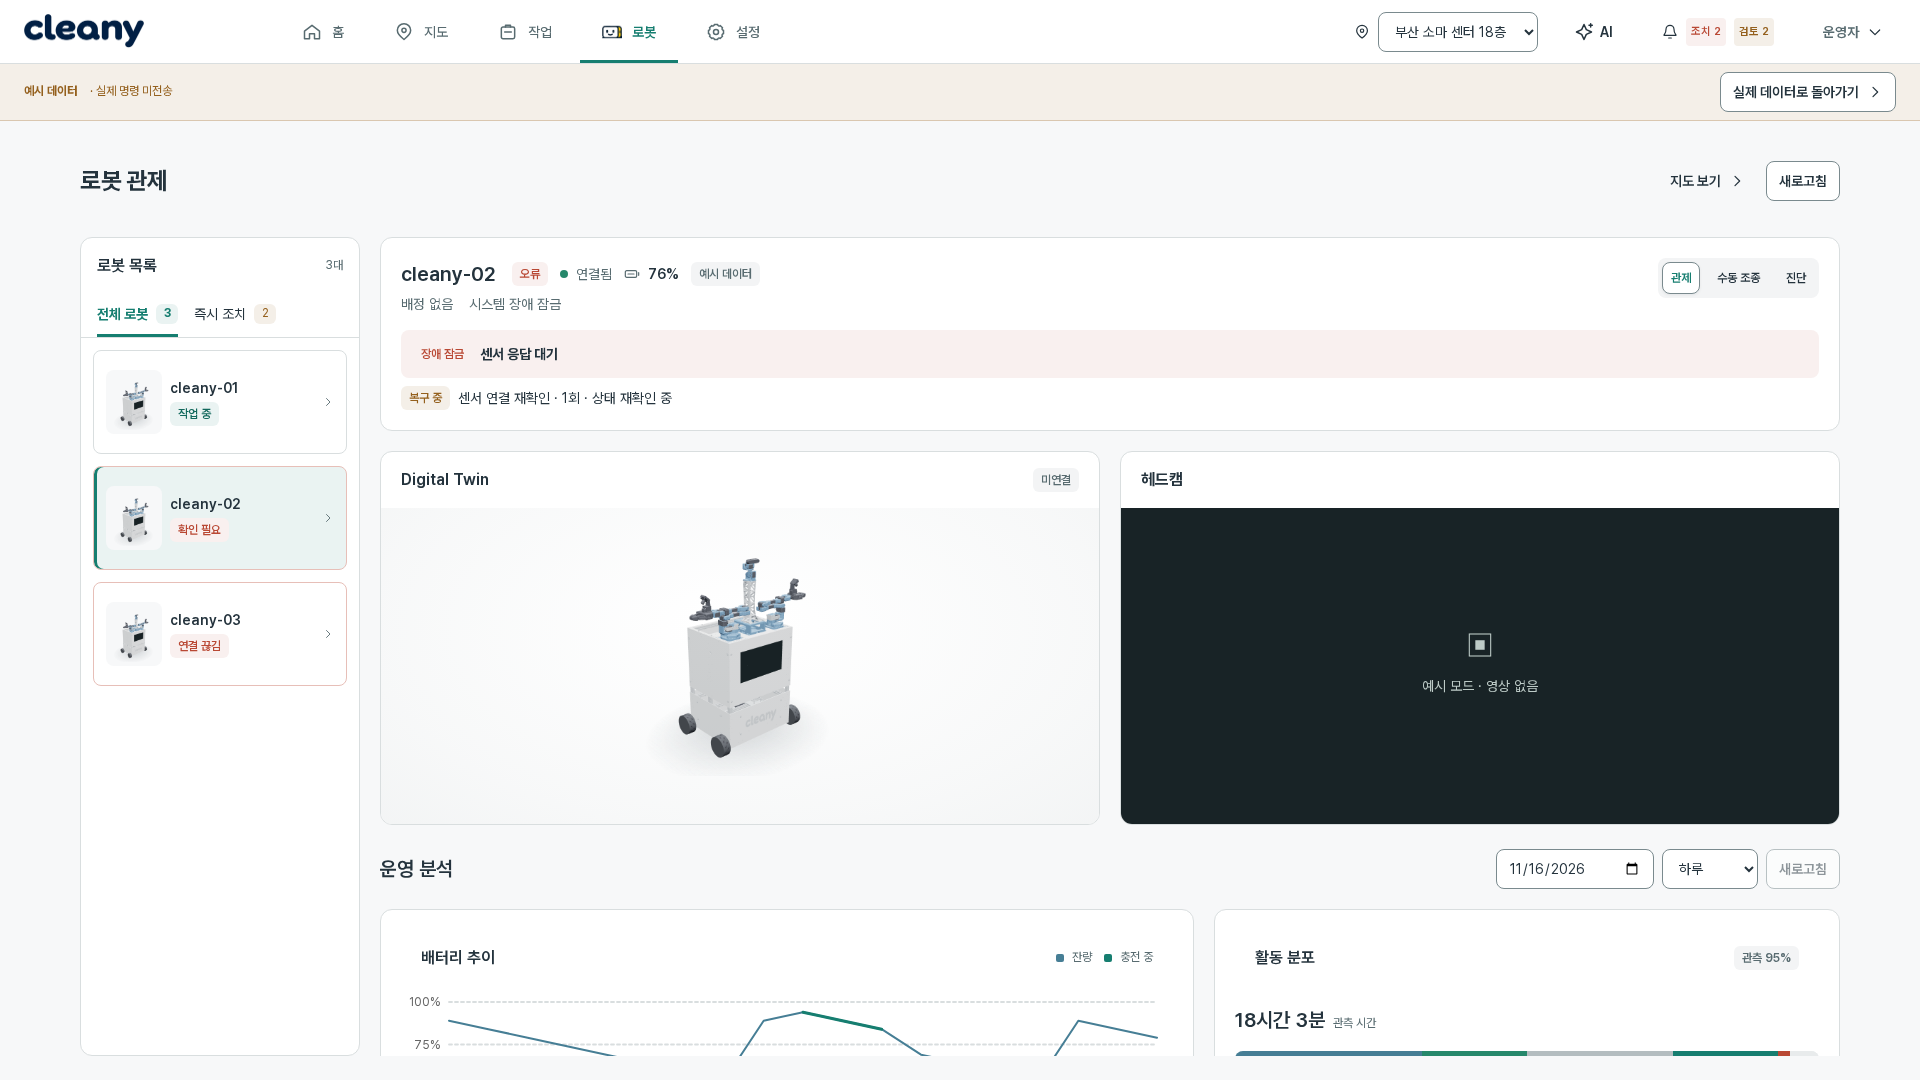 cleany
홈
지도
작업
로봇
설정
부산 소마 센터 18층
AI
조치 2
검토 2
운영자
예시 데이터 · 실제 명령 미전송
실제 데이터로 돌아가기
로봇 관제
지도 보기
새로고침
로봇 목록
3대
전체 로봇 3
즉시 조치 2
cleany-01
작업 중
cleany-02
확인 필요
cleany-03
연결 끊김
cleany-02 오류 연결됨 76% 예시 데이터
관제
수동 조종
진단
배정 없음 시스템 장애 잠금
장애 잠금 센서 응답 대기
복구 중 센서 연결 재확인 · 1회 · 상태 재확인 중
Digital Twin
미연결
cleany
헤드캠
예시 모드 · 영상 없음
운영 분석
11/16/2026
하루
새로고침
배터리 추이
잔량
충전 중
100%
75%
활동 분포
관측 95%
18시간 3분 관측 시간